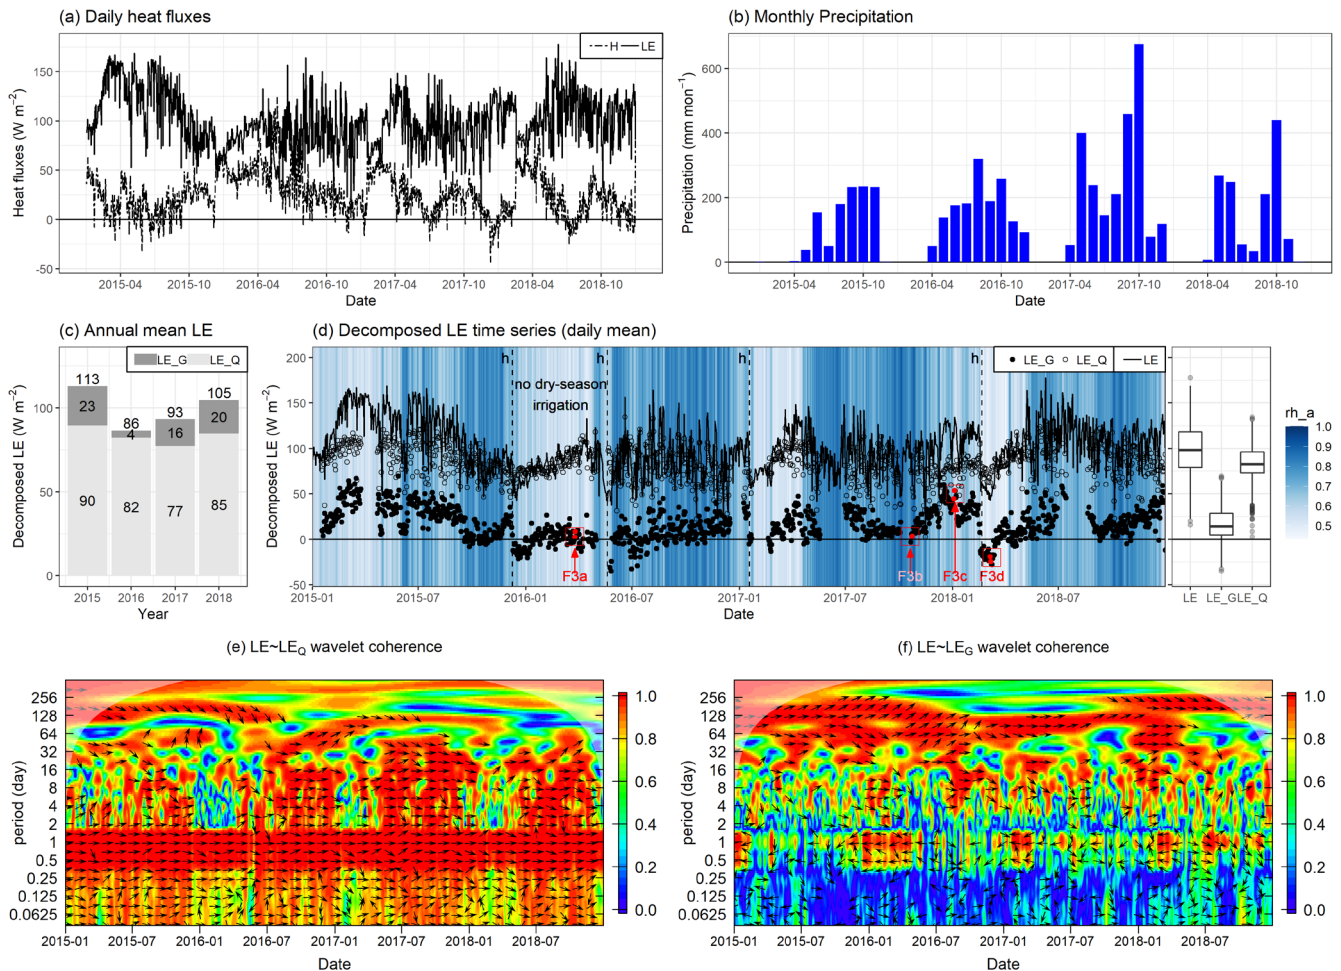 (a) Daily heat fluxes
H LE
Heat fluxes (W m⁻²)
150
100
50
0
-50
2015-04 2015-10 2016-04 2016-10 2017-04 2017-10 2018-04 2018-10
Date
(b) Monthly Precipitation
Precipitation (mm mon⁻¹)
600
400
200
0
2015-04 2015-10 2016-04 2016-10 2017-04 2017-10 2018-04 2018-10
Date
(c) Annual mean LE
LE_G LE_Q
Decomposed LE (W m⁻²)
100
50
0
113
23
90
86
4
82
93
16
77
105
20
85
2015 2016 2017 2018
Year
(d) Decomposed LE time series (daily mean)
LE_G LE_Q LE
Decomposed LE (W m⁻²)
200
150
100
50
0
-50
h h h h
no dry-season
irrigation
F3a F3b F3c F3d
2015-01 2015-07 2016-01 2016-07 2017-01 2017-07 2018-01 2018-07
Date
LE LE_G LE_Q
rh_a
1.0
0.9
0.8
0.7
0.6
0.5
(e) LE~LE_Q wavelet coherence
period (day)
256
128
64
32
16
8
4
2
1
0.5
0.25
0.125
0.0625
2015-01 2015-07 2016-01 2016-07 2017-01 2017-07 2018-01 2018-07
Date
1.0
0.8
0.6
0.4
0.2
0.0
(f) LE~LE_G wavelet coherence
period (day)
256
128
64
32
16
8
4
2
1
0.5
0.25
0.125
0.0625
2015-01 2015-07 2016-01 2016-07 2017-01 2017-07 2018-01 2018-07
Date
1.0
0.8
0.6
0.4
0.2
0.0